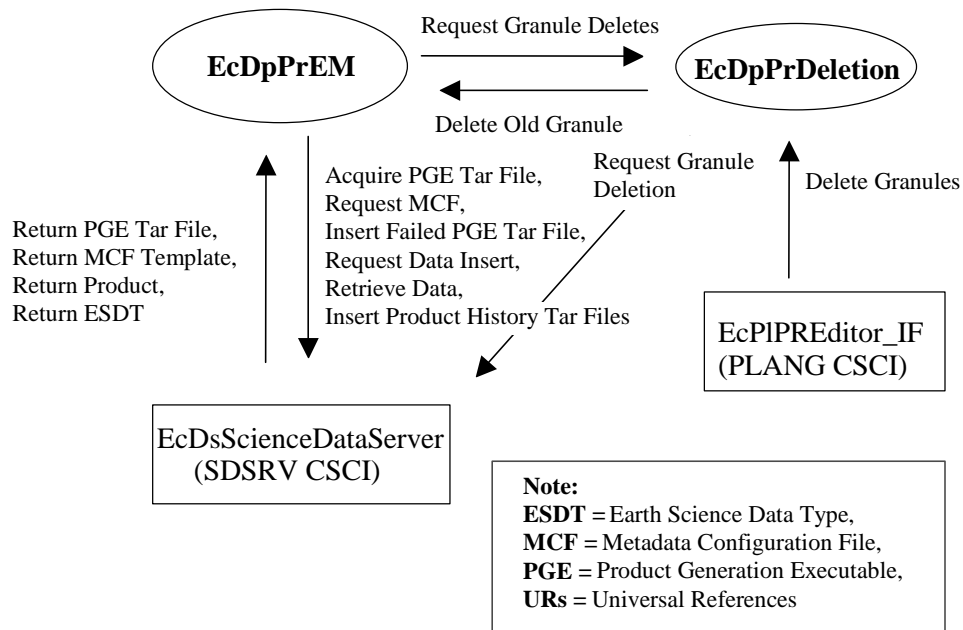 Request Granule Deletes
EcDpPrEM
EcDpPrDeletion
Delete Old Granule
Request Granule
Deletion
Delete Granules
Acquire PGE Tar File,
Request MCF,
Insert Failed PGE Tar File,
Request Data Insert,
Retrieve Data,
Insert Product History Tar Files
Return PGE Tar File,
Return MCF Template,
Return Product,
Return ESDT
EcPlPREditor_IF
(PLANG CSCI)
EcDsScienceDataServer
(SDSRV CSCI)
Note:
ESDT = Earth Science Data Type,
MCF = Metadata Configuration File,
PGE = Product Generation Executable,
URs = Universal References